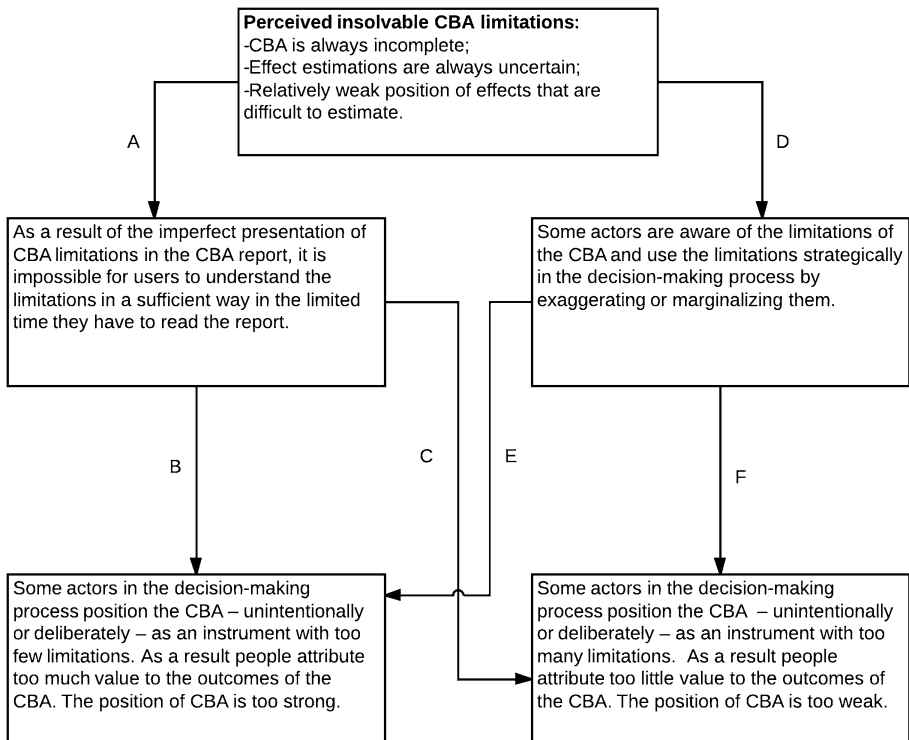 Perceived insolvable CBA limitations:
-CBA is always incomplete;
-Effect estimations are always uncertain;
-Relatively weak position of effects that are
difficult to estimate.
A
D
As a result of the imperfect presentation of
CBA limitations in the CBA report, it is
impossible for users to understand the
limitations in a sufficient way in the limited
time they have to read the report.
Some actors are aware of the limitations of
the CBA and use the limitations strategically
in the decision-making process by
exaggerating or marginalizing them.
B
C
E
F
Some actors in the decision-making
process position the CBA – unintentionally
or deliberately – as an instrument with too
few limitations. As a result people attribute
too much value to the outcomes of the
CBA. The position of CBA is too strong.
Some actors in the decision-making
process position the CBA – unintentionally
or deliberately – as an instrument with too
many limitations. As a result people
attribute too little value to the outcomes of
the CBA. The position of CBA is too weak.